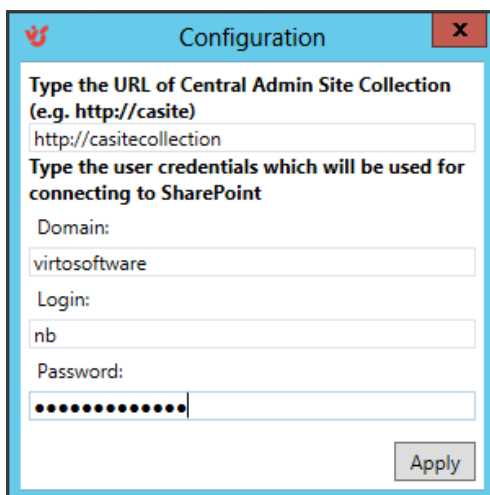 Configuration
x
Type the URL of Central Admin Site Collection
(e.g. http://casite)
http://casitecollection
Type the user credentials which will be used for
connecting to SharePoint
Domain:
virtosoftware
Login:
nb
Password:
●●●●●●●●●●●●●
Apply